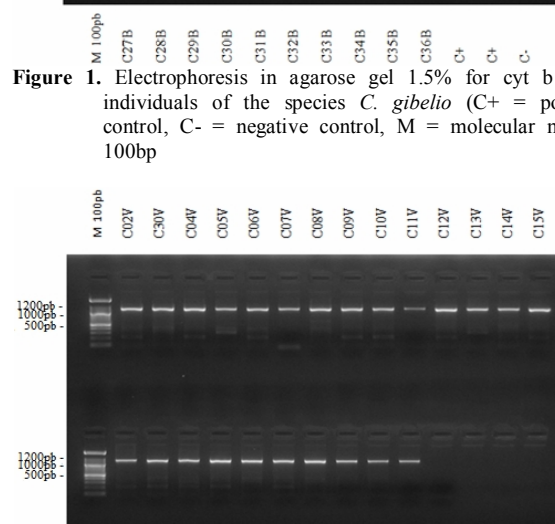 M 100pb C27B C28B C29B C30B C31B C32B C33B C34B C35B C36B C+ C+ C-
Figure 1. Electrophoresis in agarose gel 1.5% for cyt b
individuals of the species C. gibelio (C+ = po
control, C- = negative control, M = molecular
100bp
M 100pb C02V C30V C04V C05V C06V C07V C08V C09V C10V C11V C12V C13V C14V C15V
1200pb -
1000pb -
500pb -
1200pb -
1000pb -
500pb -